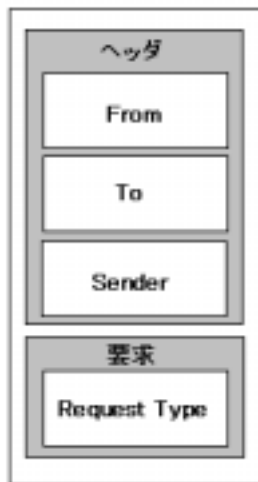 ヘッダ
From
To
Sender
要求
Request Type